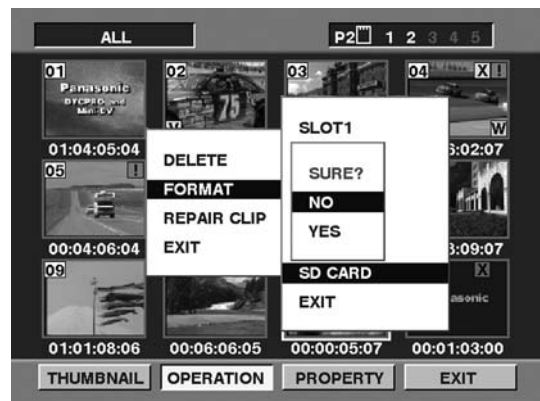 ALL
P2 1 2 3 4 5
01
Panasonic
DVCPRO and
Mini-DV
01:04:05:04
02
75
03
04 X !
W
:02:07
05 !
00:04:06:04
:09:07
09
01:01:08:06
00:06:06:05
00:00:05:07
X
asonic
00:01:03:00
DELETE
FORMAT
REPAIR CLIP
EXIT
SLOT1
SURE?
NO
YES
SD CARD
EXIT
THUMBNAIL
OPERATION
PROPERTY
EXIT